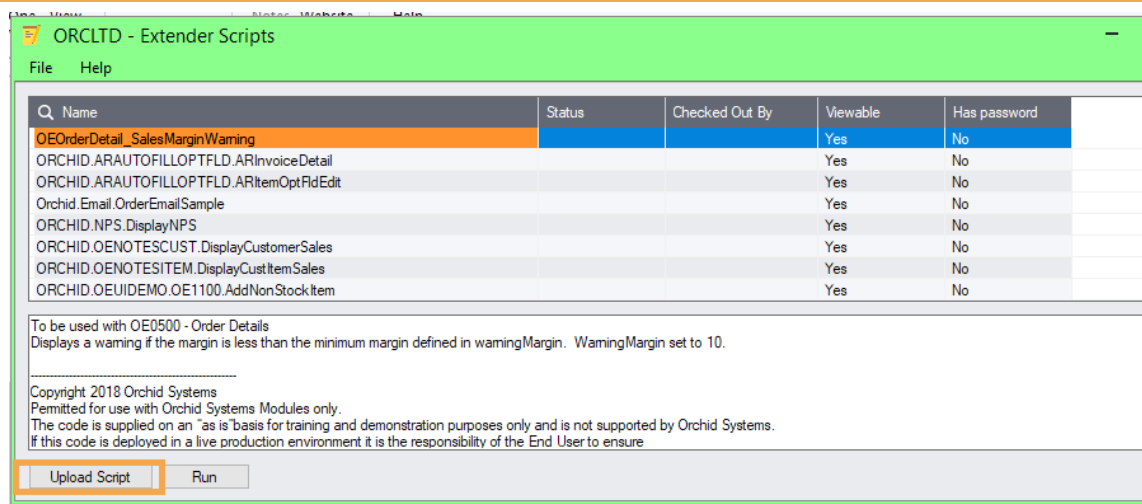 One View Notes Website Help
ORCLTD - Extender Scripts
File Help
Name Status Checked Out By Viewable Has password
OEOrderDetail_SalesMarginWarning Yes No
ORCHID.ARAUTOFILLOPTFLD.ARInvoiceDetail Yes No
ORCHID.ARAUTOFILLOPTFLD.ARItemOptFldEdit Yes No
Orchid.Email.OrderEmailSample Yes No
ORCHID.NPS.DisplayNPS Yes No
ORCHID.OENOTESCUST.DisplayCustomerSales Yes No
ORCHID.OENOTESITEM.DisplayCustItemSales Yes No
ORCHID.OEUIDEMO.OE1100.AddNonStockItem Yes No
To be used with OE0500 - Order Details
Displays a warning if the margin is less than the minimum margin defined in warningMargin. WarningMargin set to 10.
--------------------------------------------------------
Copyright 2018 Orchid Systems
Permitted for use with Orchid Systems Modules only.
The code is supplied on an "as is"basis for training and demonstration purposes only and is not supported by Orchid Systems.
If this code is deployed in a live production environment it is the responsibility of the End User to ensure
Upload Script Run